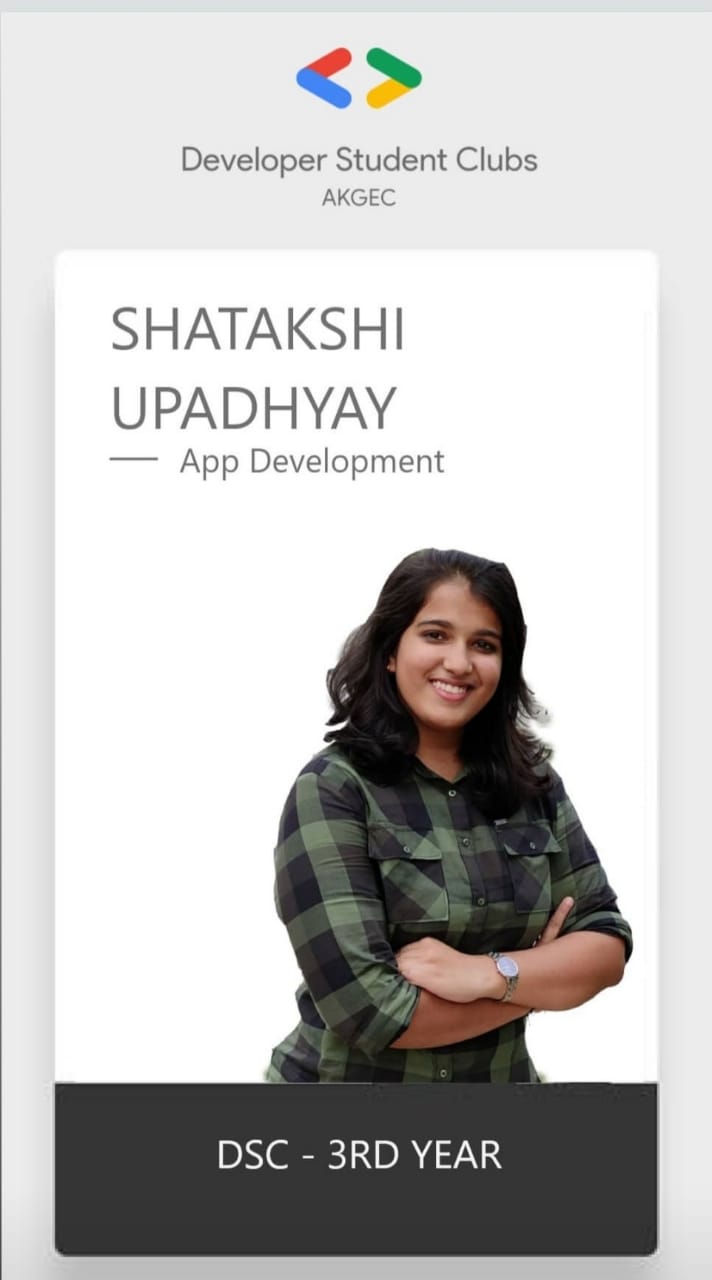 Developer Student Clubs
AKGEC
SHATAKSHI
UPADHYAY
— App Development
DSC - 3RD YEAR